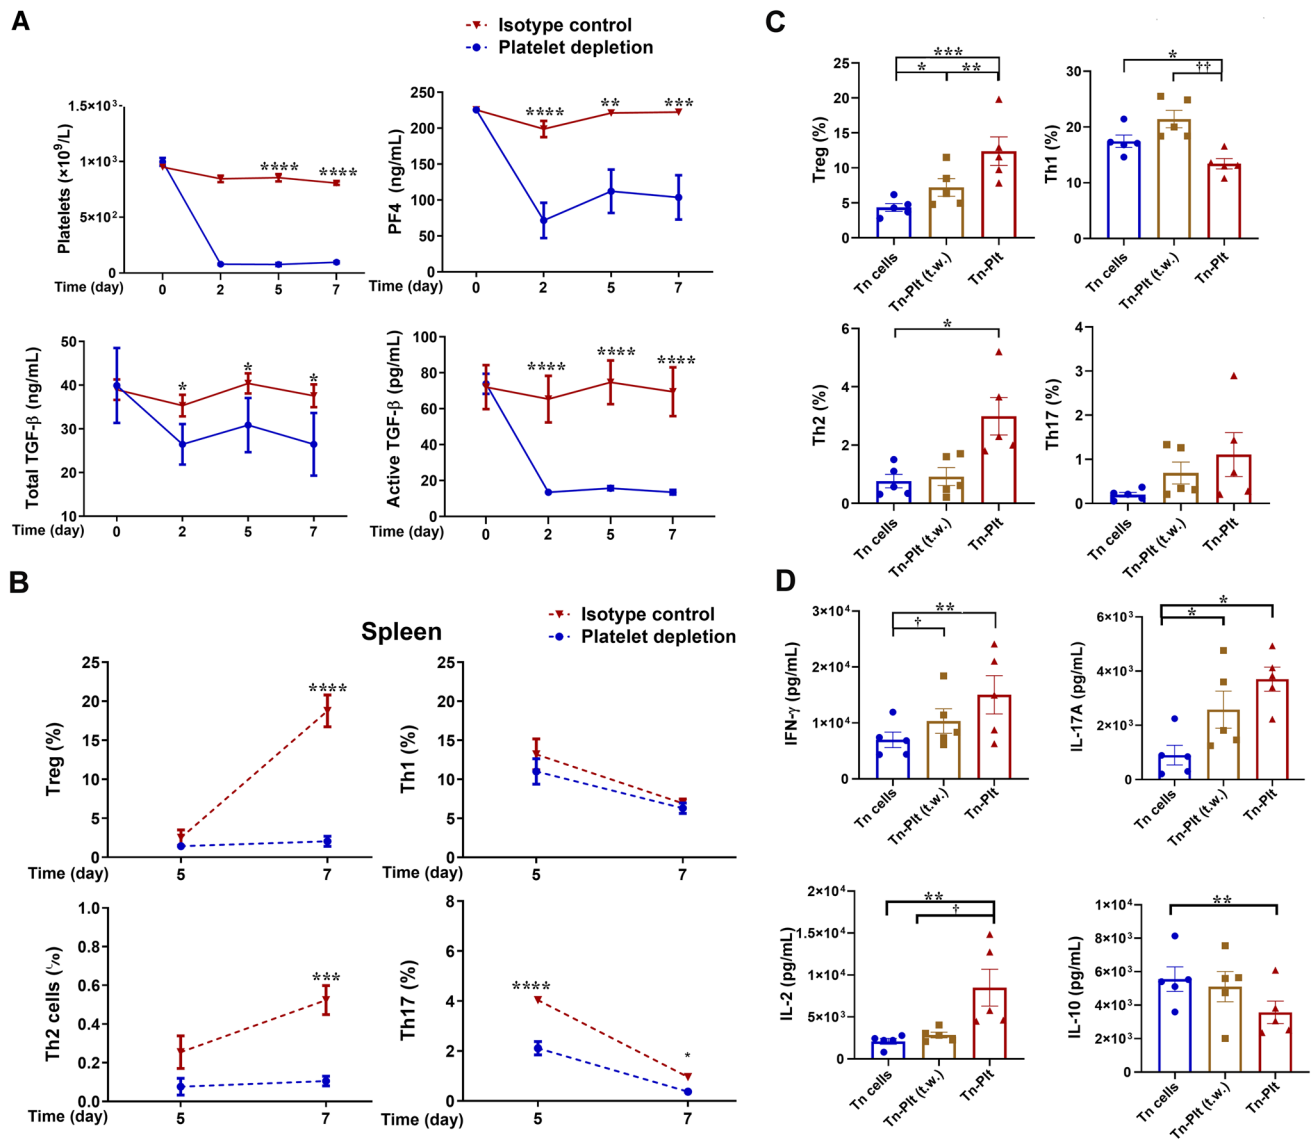 A
Isotype control
Platelet depletion
Platelets (×10⁹/L)
1.5×10³
1×10³
5×10²
0
Time (day)
0 2 5 7
**** ****
PF4 (ng/mL)
250
200
150
100
50
0
Time (day)
0 2 5 7
**** ** ***
Total TGF-β (ng/mL)
50
40
30
20
10
Time (day)
0 2 5 7
* * *
Active TGF-β (pg/mL)
100
80
60
40
20
0
Time (day)
0 2 5 7
**** **** ****
B
Isotype control
Platelet depletion
Spleen
Treg (%)
25
20
15
10
5
0
Time (day)
5 7
****
Th1 (%)
25
20
15
10
5
0
Time (day)
5 7
Th2 cells (%)
1.0
0.8
0.6
0.4
0.2
0.0
Time (day)
5 7
***
Th17 (%)
8
6
4
2
0
Time (day)
5 7
**** *
C
Treg (%)
25
20
15
10
5
0
***
* **
Tn cells Tn-Plt (t.w.) Tn-Plt
Th1 (%)
30
20
10
0
*
††
Tn cells Tn-Plt (t.w.) Tn-Plt
Th2 (%)
6
4
2
0
*
Tn cells Tn-Plt (t.w.) Tn-Plt
Th17 (%)
4
3
2
1
0
Tn cells Tn-Plt (t.w.) Tn-Plt
D
IFN-γ (pg/mL)
3×10⁴
2×10⁴
1×10⁴
0
**
†
Tn cells Tn-Plt (t.w.) Tn-Plt
IL-17A (pg/mL)
6×10³
4×10³
2×10³
0
*
*
Tn cells Tn-Plt (t.w.) Tn-Plt
IL-2 (pg/mL)
2×10⁴
1.5×10⁴
1×10⁴
5×10³
0
**
†
Tn cells Tn-Plt (t.w.) Tn-Plt
IL-10 (pg/mL)
1×10⁴
8×10³
6×10³
4×10³
2×10³
0
**
Tn cells Tn-Plt (t.w.) Tn-Plt